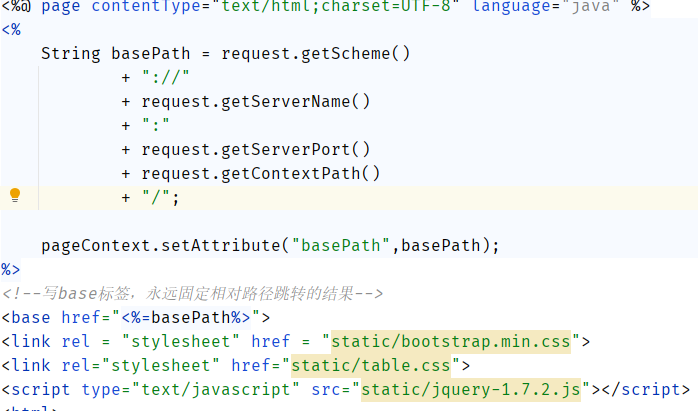 <%@ page contentType="text/html;charset=UTF-8" language="java" %>
<%
    String basePath = request.getScheme()
            + "://"
            + request.getServerName()
            + ":"
            + request.getServerPort()
            + request.getContextPath()
            + "/";
    pageContext.setAttribute("basePath",basePath);
%>
<!--写base标签，永远固定相对路径跳转的结果-->
<base href="<%=basePath%>">
<link rel = "stylesheet" href = "static/bootstrap.min.css">
<link rel="stylesheet" href="static/table.css">
<script type="text/javascript" src="static/jquery-1.7.2.js"></script>
<html>